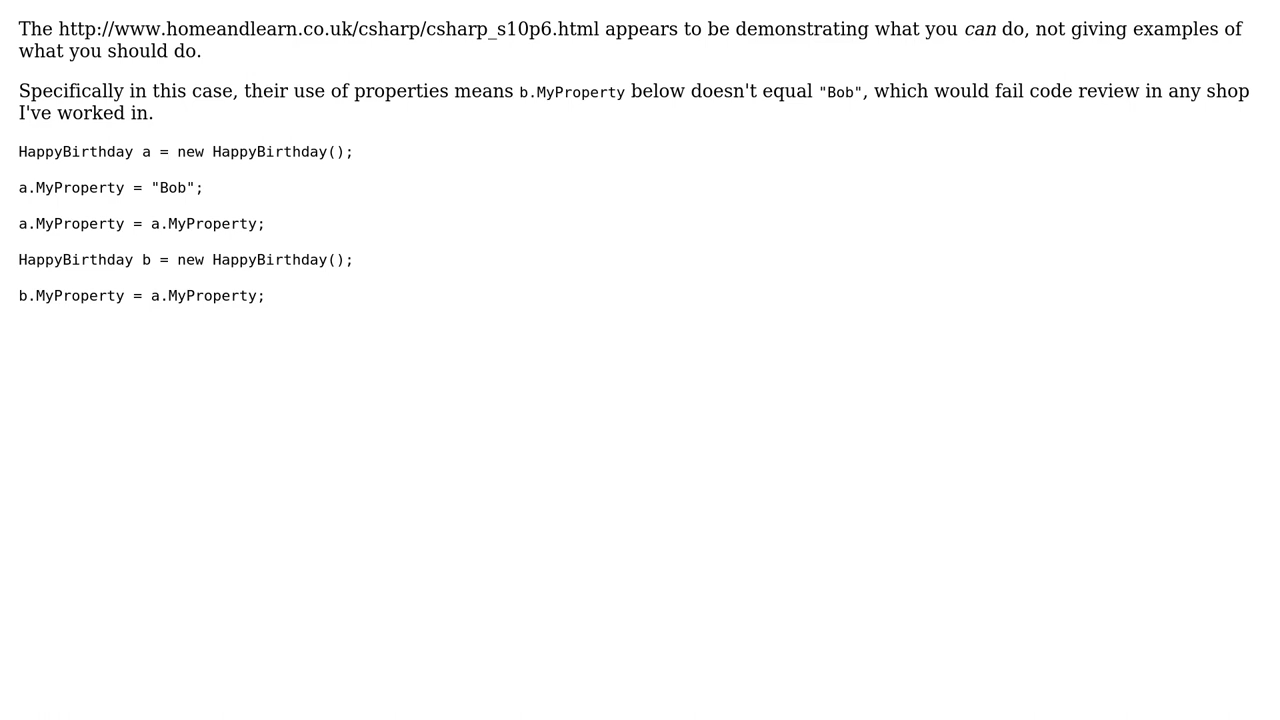 The http://www.homeandlearn.co.uk/csharp/csharp_s10p6.html appears to be demonstrating what you can do, not giving examples of
what you should do.
Specifically in this case, their use of properties means b.MyProperty below doesn't equal "Bob", which would fail code review in any shop
I've worked in.
HappyBirthday a = new HappyBirthday();
a.MyProperty = "Bob";
a.MyProperty = a.MyProperty;
HappyBirthday b = new HappyBirthday();
b.MyProperty = a.MyProperty;